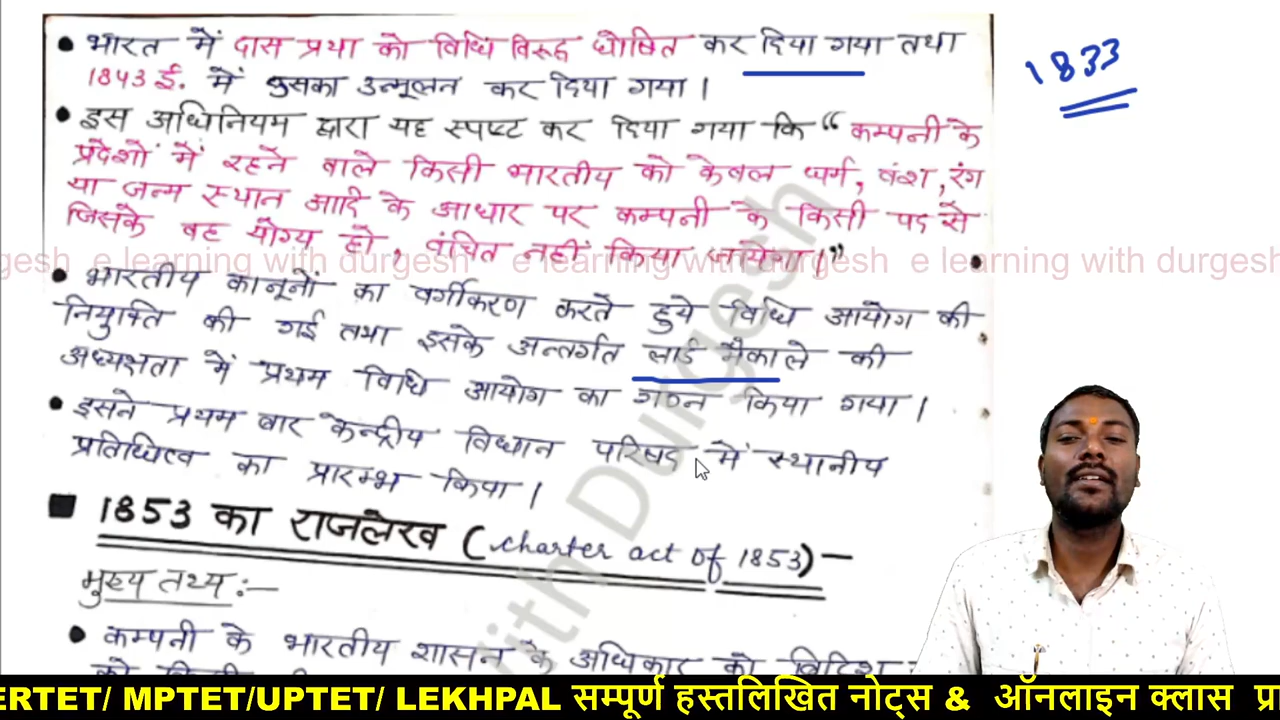 भारत में दास प्रथा को विधि विरुद्ध घोषित कर दिया गया तथा
1843 ई. में उसका उन्मूलन कर दिया गया।
1833
इस अधिनियम द्वारा यह स्पष्ट कर दिया गया कि “कम्पनी के
प्रदेशों में रहने वाले किसी भारतीय को केवल धर्म, वंश, रंग
या जन्म स्थान आदि के आधार पर कम्पनी के किसी पद से
जिसके वह योग्य हो, वंचित नहीं किया जायेगा।”
e learning with durgesh e learning with durgesh e learning with durgesh
भारतीय कानूनों का वर्गीकरण करते हुये विधि आयोग की
नियुक्ति की गई तथा इसके अन्तर्गत लार्ड मैकाले की
अध्यक्षता में प्रथम विधि आयोग का गठन किया गया।
इसने प्रथम बार केन्द्रीय विधान परिषद में स्थानीय
प्रतिधित्व का प्रारम्भ किया।
with Durgesh
1853 का राजलेख (charter act of 1853) —
मुख्य तथ्य :—
कम्पनी के भारतीय शासन के अधिकार को ब्रिटिश
ERTET/ MPTET/UPTET/ LEKHPAL सम्पूर्ण हस्तलिखित नोट्स & ऑनलाइन क्लास